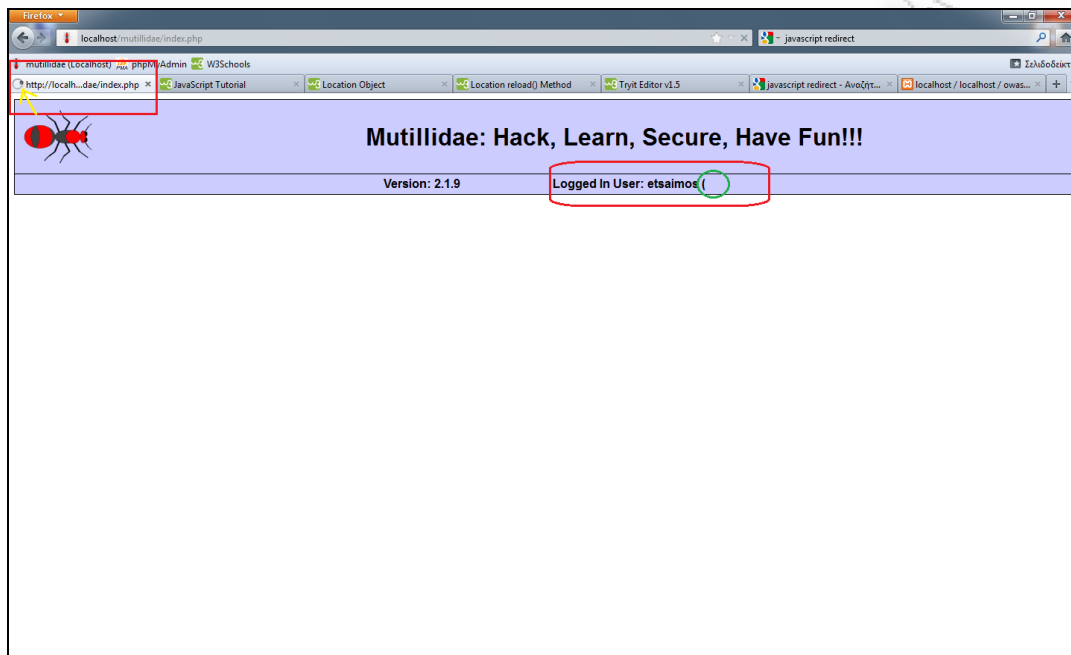 Firefox
localhost/mutillidae/index.php
javascript redirect
mutillidae (Localhost) phpMyAdmin W3Schools
Σελιδοδείκτ
http://localh...dae/index.php JavaScript Tutorial Location Object Location reload() Method Tryit Editor v1.5 javascript redirect - Αναζήτ... localhost / localhost / owas...
Mutillidae: Hack, Learn, Secure, Have Fun!!!
Version: 2.1.9 Logged In User: etsaimos (